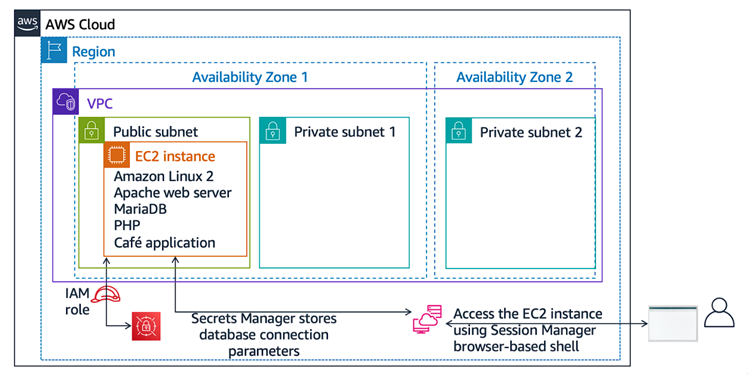 aws
AWS Cloud
Region
Availability Zone 1
Availability Zone 2
VPC
Public subnet
Private subnet 1
Private subnet 2
EC2 instance
Amazon Linux 2
Apache web server
MariaDB
PHP
Café application
IAM
role
Secrets Manager stores
database connection
parameters
Access the EC2 instance
using Session Manager
browser-based shell